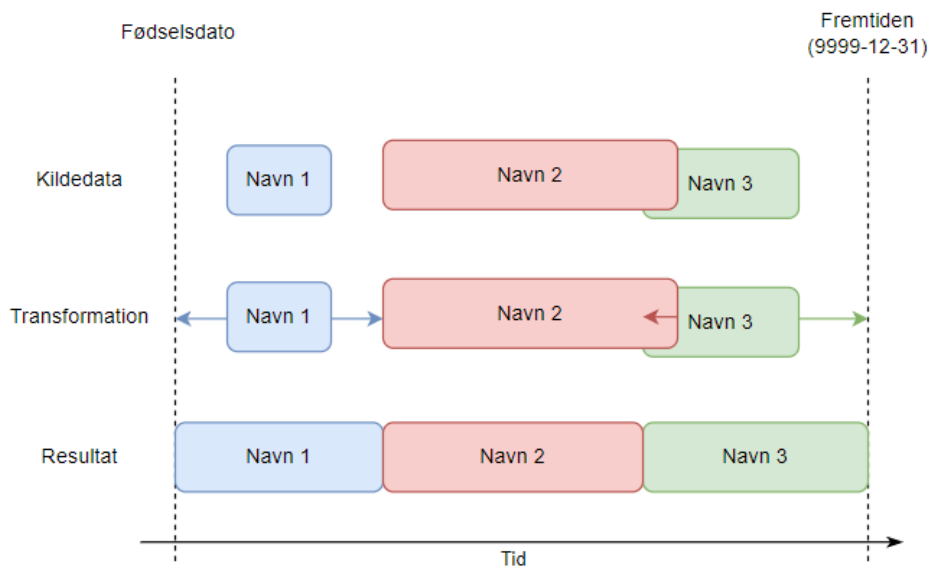 Fødselsdato
Fremtiden
(9999-12-31)
Kildedata
Navn 1
Navn 2
Navn 3
Transformation
Navn 1
Navn 2
Navn 3
Resultat
Navn 1
Navn 2
Navn 3
Tid